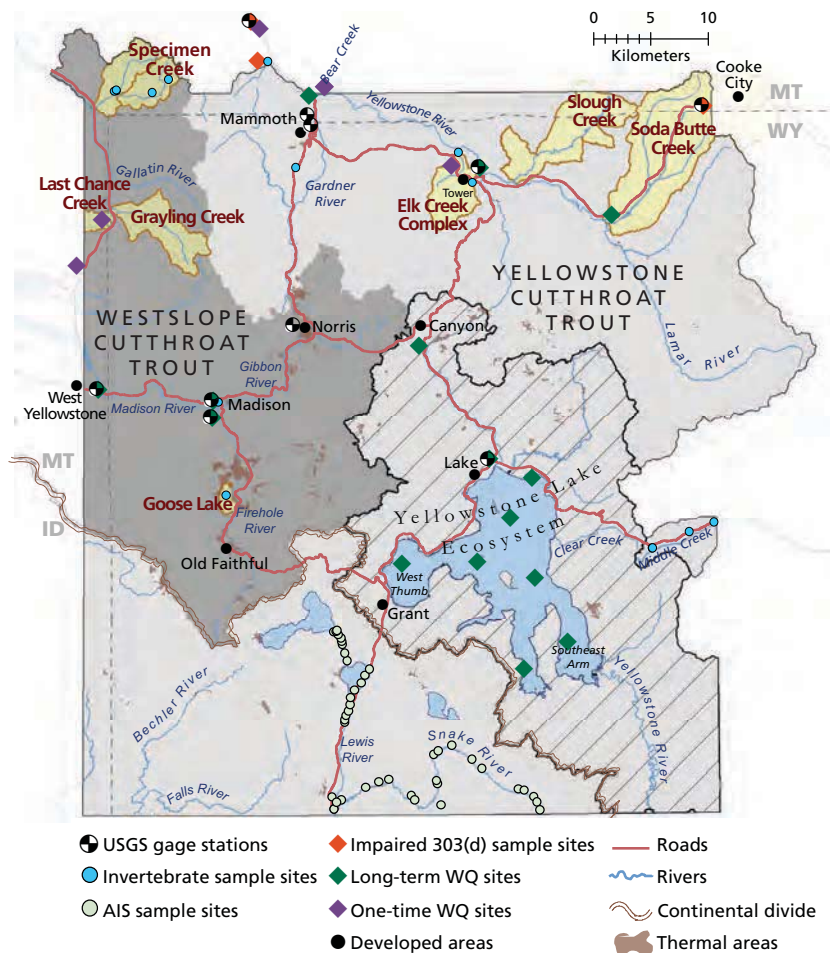 0 5 10
Kilometers
Specimen
Creek
Bear Creek
Cooke
City
MT
WY
Mammoth
Yellowstone River
Slough
Creek
Soda Butte
Creek
Gallatin River
Gardner
River
Last Chance
Creek
Grayling Creek
Tower
Elk Creek
Complex
YELLOWSTONE
CUTTHROAT
TROUT
WESTSLOPE
CUTTHROAT
TROUT
Norris
Canyon
Lamar River
Gibbon
River
West
Yellowstone
Madison River
Madison
MT
ID
Lake
Goose Lake
Firehole
River
Yellowstone Lake
Ecosystem
Clear Creek
Middle Creek
Old Faithful
West
Thumb
Grant
Southeast
Arm
Bechler River
Yellowstone River
Lewis
River
Snake River
Falls River
USGS gage stations
Invertebrate sample sites
AIS sample sites
Impaired 303(d) sample sites
Long-term WQ sites
One-time WQ sites
Developed areas
Roads
Rivers
Continental divide
Thermal areas